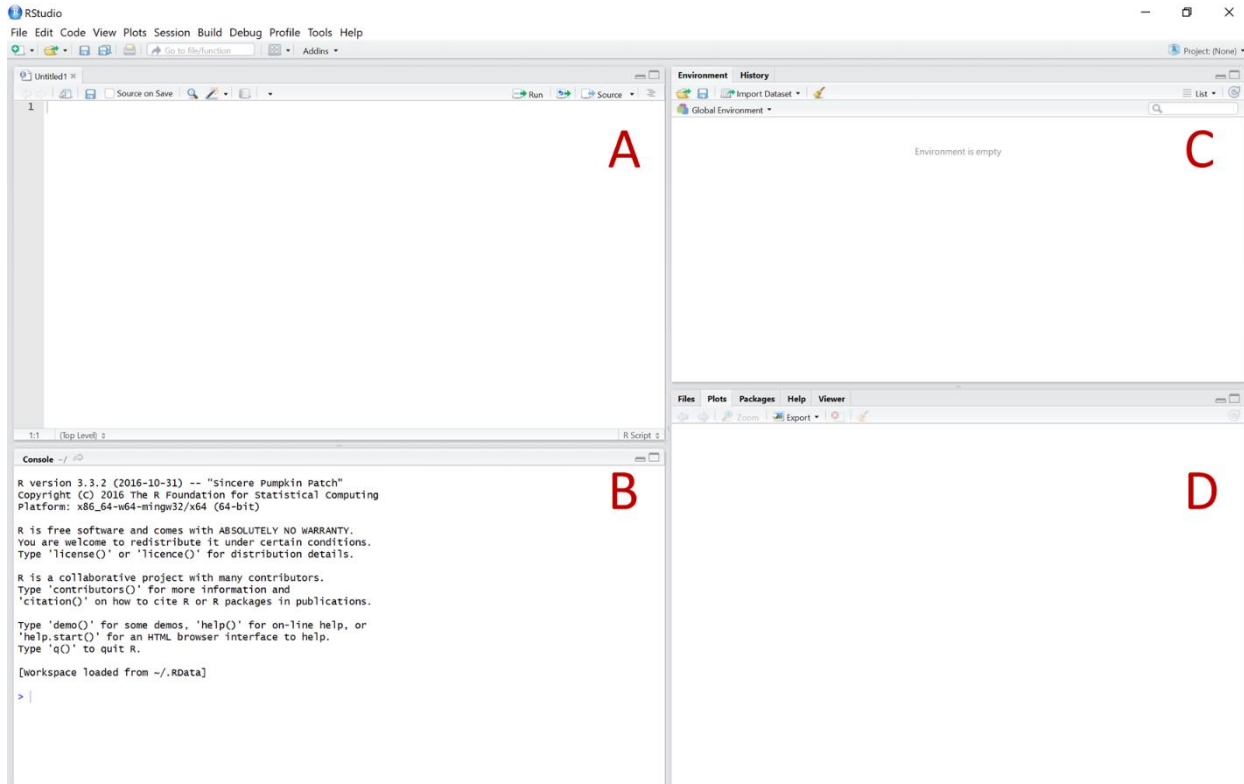 RStudio
File Edit Code View Plots Session Build Debug Profile Tools Help
Go to file/function Addins Project: (None)
Untitled1
Source on Save Run Source
1
A
1:1 (Top Level) R Script
Console ~/
R version 3.3.2 (2016-10-31) -- "Sincere Pumpkin Patch"
Copyright (C) 2016 The R Foundation for Statistical Computing
Platform: x86_64-w64-mingw32/x64 (64-bit)
R is free software and comes with ABSOLUTELY NO WARRANTY.
You are welcome to redistribute it under certain conditions.
Type 'license()' or 'licence()' for distribution details.
R is a collaborative project with many contributors.
Type 'contributors()' for more information and
'citation()' on how to cite R or R packages in publications.
Type 'demo()' for some demos, 'help()' for on-line help, or
'help.start()' for an HTML browser interface to help.
Type 'q()' to quit R.
[Workspace loaded from ~/.RData]
>
B
Environment History
Import Dataset List
Global Environment
Environment is empty
C
Files Plots Packages Help Viewer
Zoom Export
D